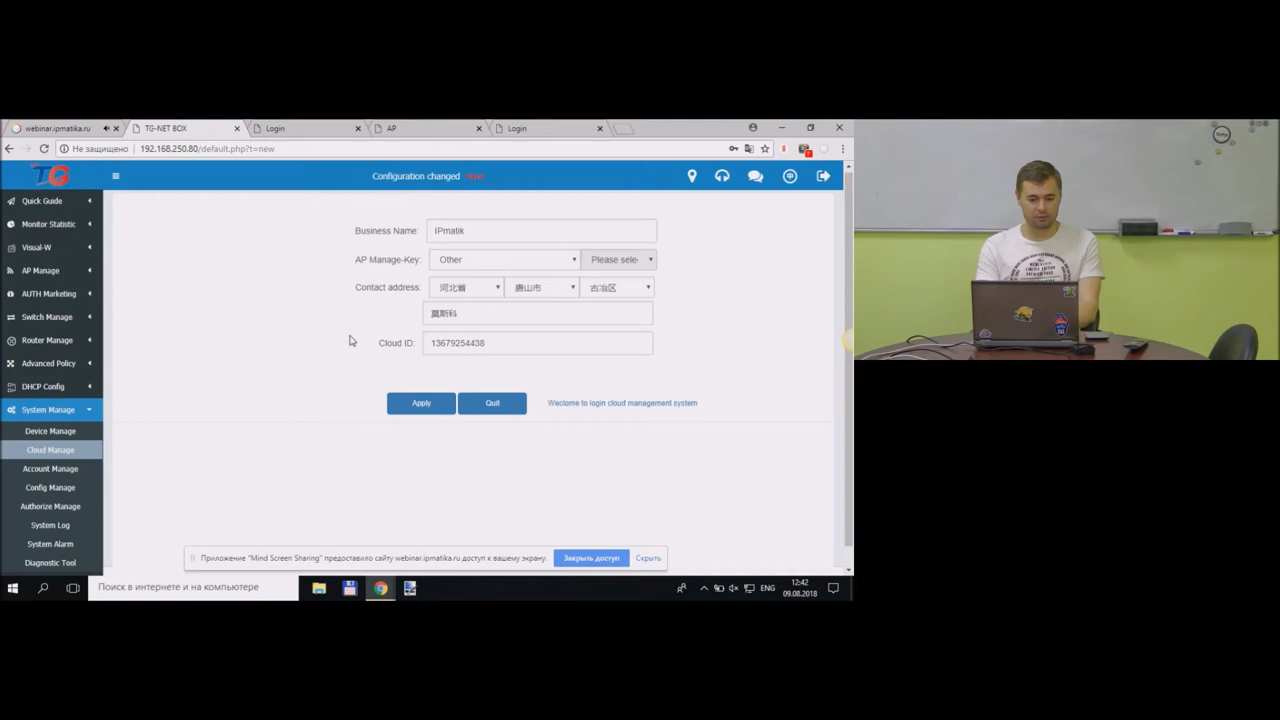 webinar.ipmatika.ru
TG-NET BOX
Login
AP
Login
Не защищено
192.168.250.80/default.php?t=new
TG
Configuration changed
Quick Guide
Monitor Statistic
Visual-W
AP Manage
AUTH Marketing
Switch Manage
Router Manage
Advanced Policy
DHCP Config
System Manage
Device Manage
Cloud Manage
Account Manage
Config Manage
Authorize Manage
System Log
System Alarm
Diagnostic Tool
Business Name: IPmatik
AP Manage-Key: Other Please sele
Contact address: 河北省 唐山市 古冶区
莫斯科
Cloud ID: 13679254438
Apply Quit Weclome to login cloud management system
Приложение "Mind Screen Sharing" предоставило сайту webinar.ipmatika.ru доступ к вашему экрану. Закрыть доступ Скрыть
Поиск в интернете и на компьютере
ENG
12:42
09.08.2018